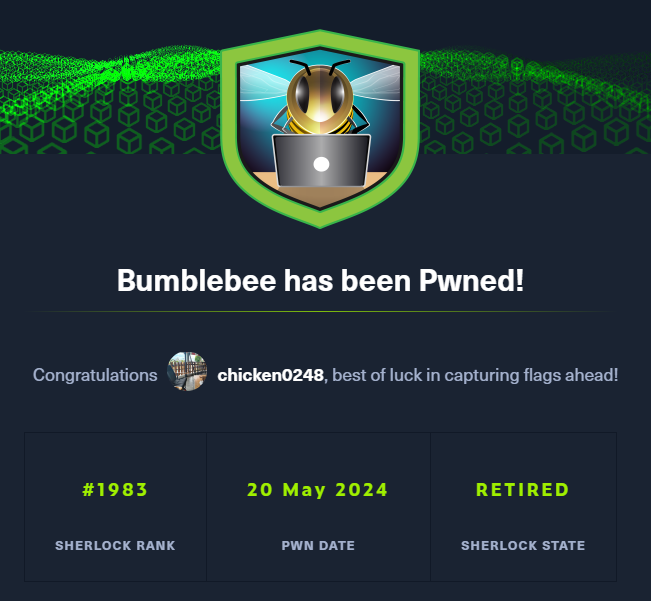 Bumblebee has been Pwned!
Congratulations chicken0248, best of luck in capturing flags ahead!
#1983 20 May 2024 RETIRED
SHERLOCK RANK PWN DATE SHERLOCK STATE